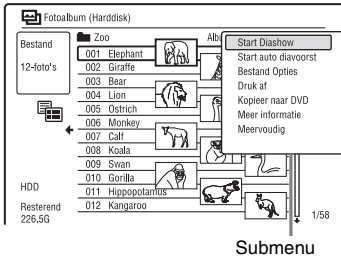 Fotoalbum (Harddisk)
Bestand
12-foto's
HDD
Resterend
226.5G
Zoo
001 Elephant
002 Giraffe
003 Bear
004 Lion
005 Ostrich
006 Monkey
007 Calf
008 Koala
009 Swan
010 Gorilla
011 Hippopotamus
012 Kangaroo
Start Diashow
Start auto diavoorst
Bestand Opties
Druk af
Kopieer naar DVD
Meer informatie
Meervoudig
1/58
Submenu